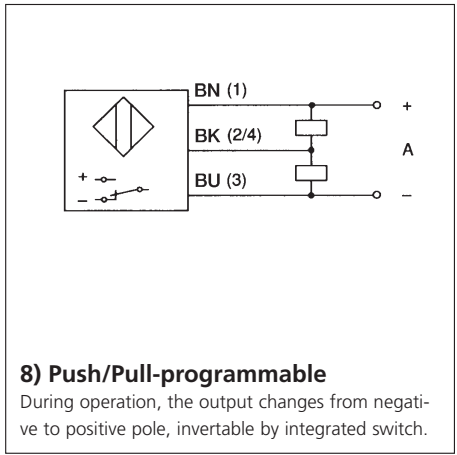 BN (1)
+
BK (2/4)
A
+
–
BU (3)
–
8) Push/Pull-programmable
During operation, the output changes from negati-
ve to positive pole, invertable by integrated switch.